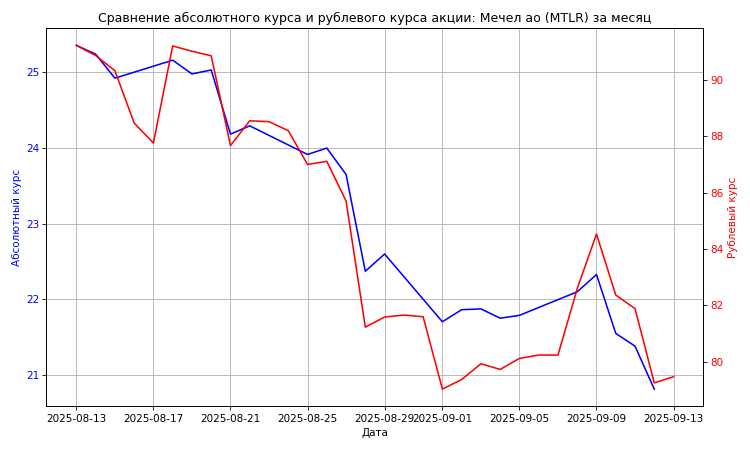 Сравнение абсолютного курса и рублевого курса акции: Мечел ао (MTLR) за месяц
25
24
23
22
21
Абсолютный курс
90
88
86
84
82
80
Рублевый курс
2025-08-13 2025-08-17 2025-08-21 2025-08-25 2025-08-29 2025-09-01 2025-09-05 2025-09-09 2025-09-13
Дата